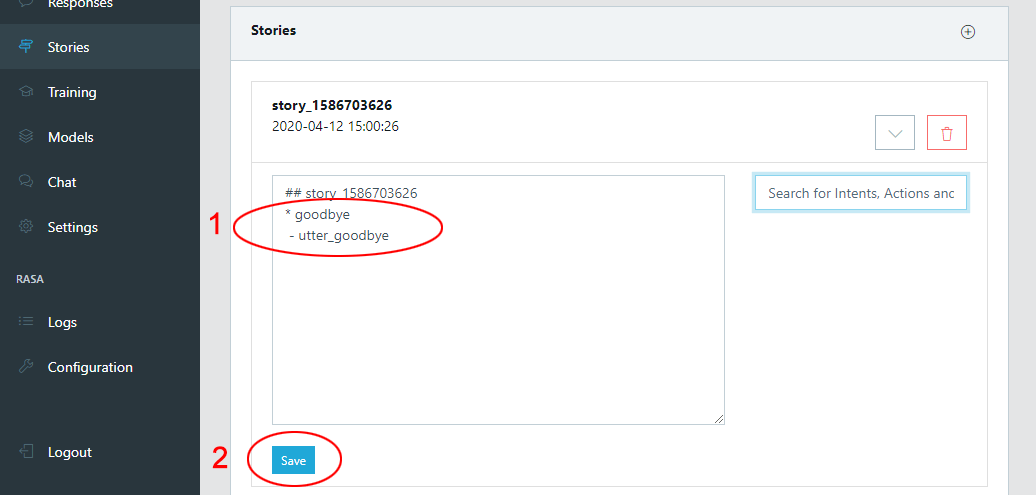 Responses
Stories
Training
Models
Chat
Settings
RASA
Logs
Configuration
Logout
Stories
story_1586703626
2020-04-12 15:00:26
## story_1586703626
* goodbye
- utter_goodbye
Search for Intents, Actions anc
1
2
Save